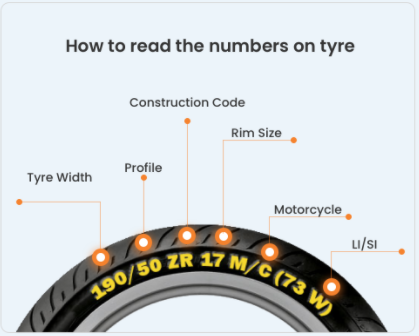 How to read the numbers on tyre
Construction Code
Rim Size
Profile
Tyre Width
Motorcycle
LI/SI
190/50 ZR 17 M/C (73 W)